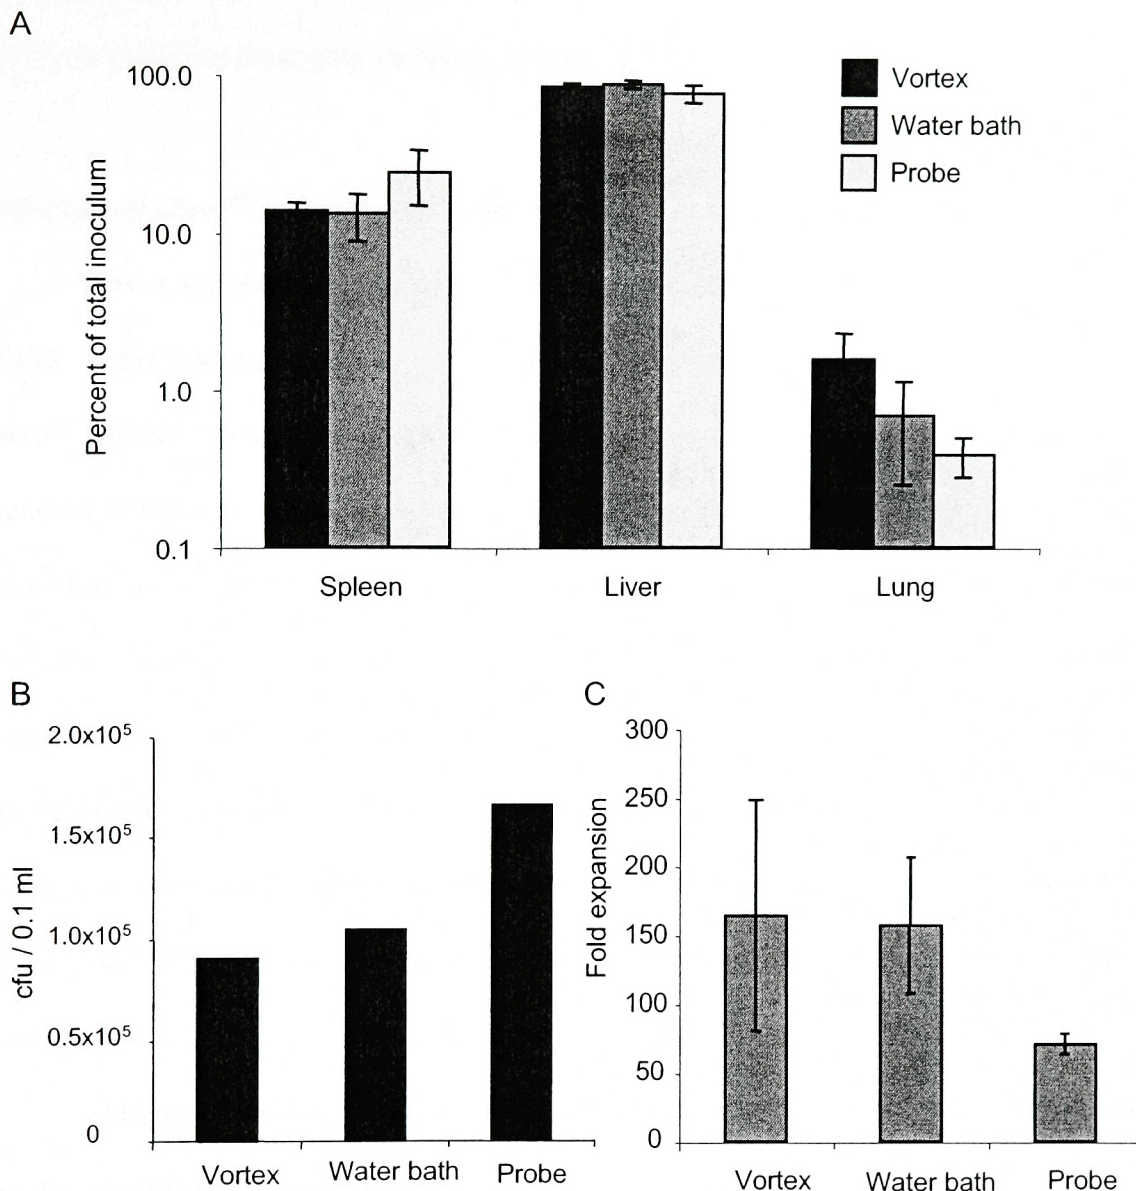 A
100.0
10.0
1.0
0.1
Percent of total inoculum
Vortex
Water bath
Probe
Spleen
Liver
Lung
B
2.0x10⁵
1.5x10⁵
1.0x10⁵
0.5x10⁵
0
cfu / 0.1 ml
Vortex
Water bath
Probe
C
300
250
200
150
100
50
0
Fold expansion
Vortex
Water bath
Probe